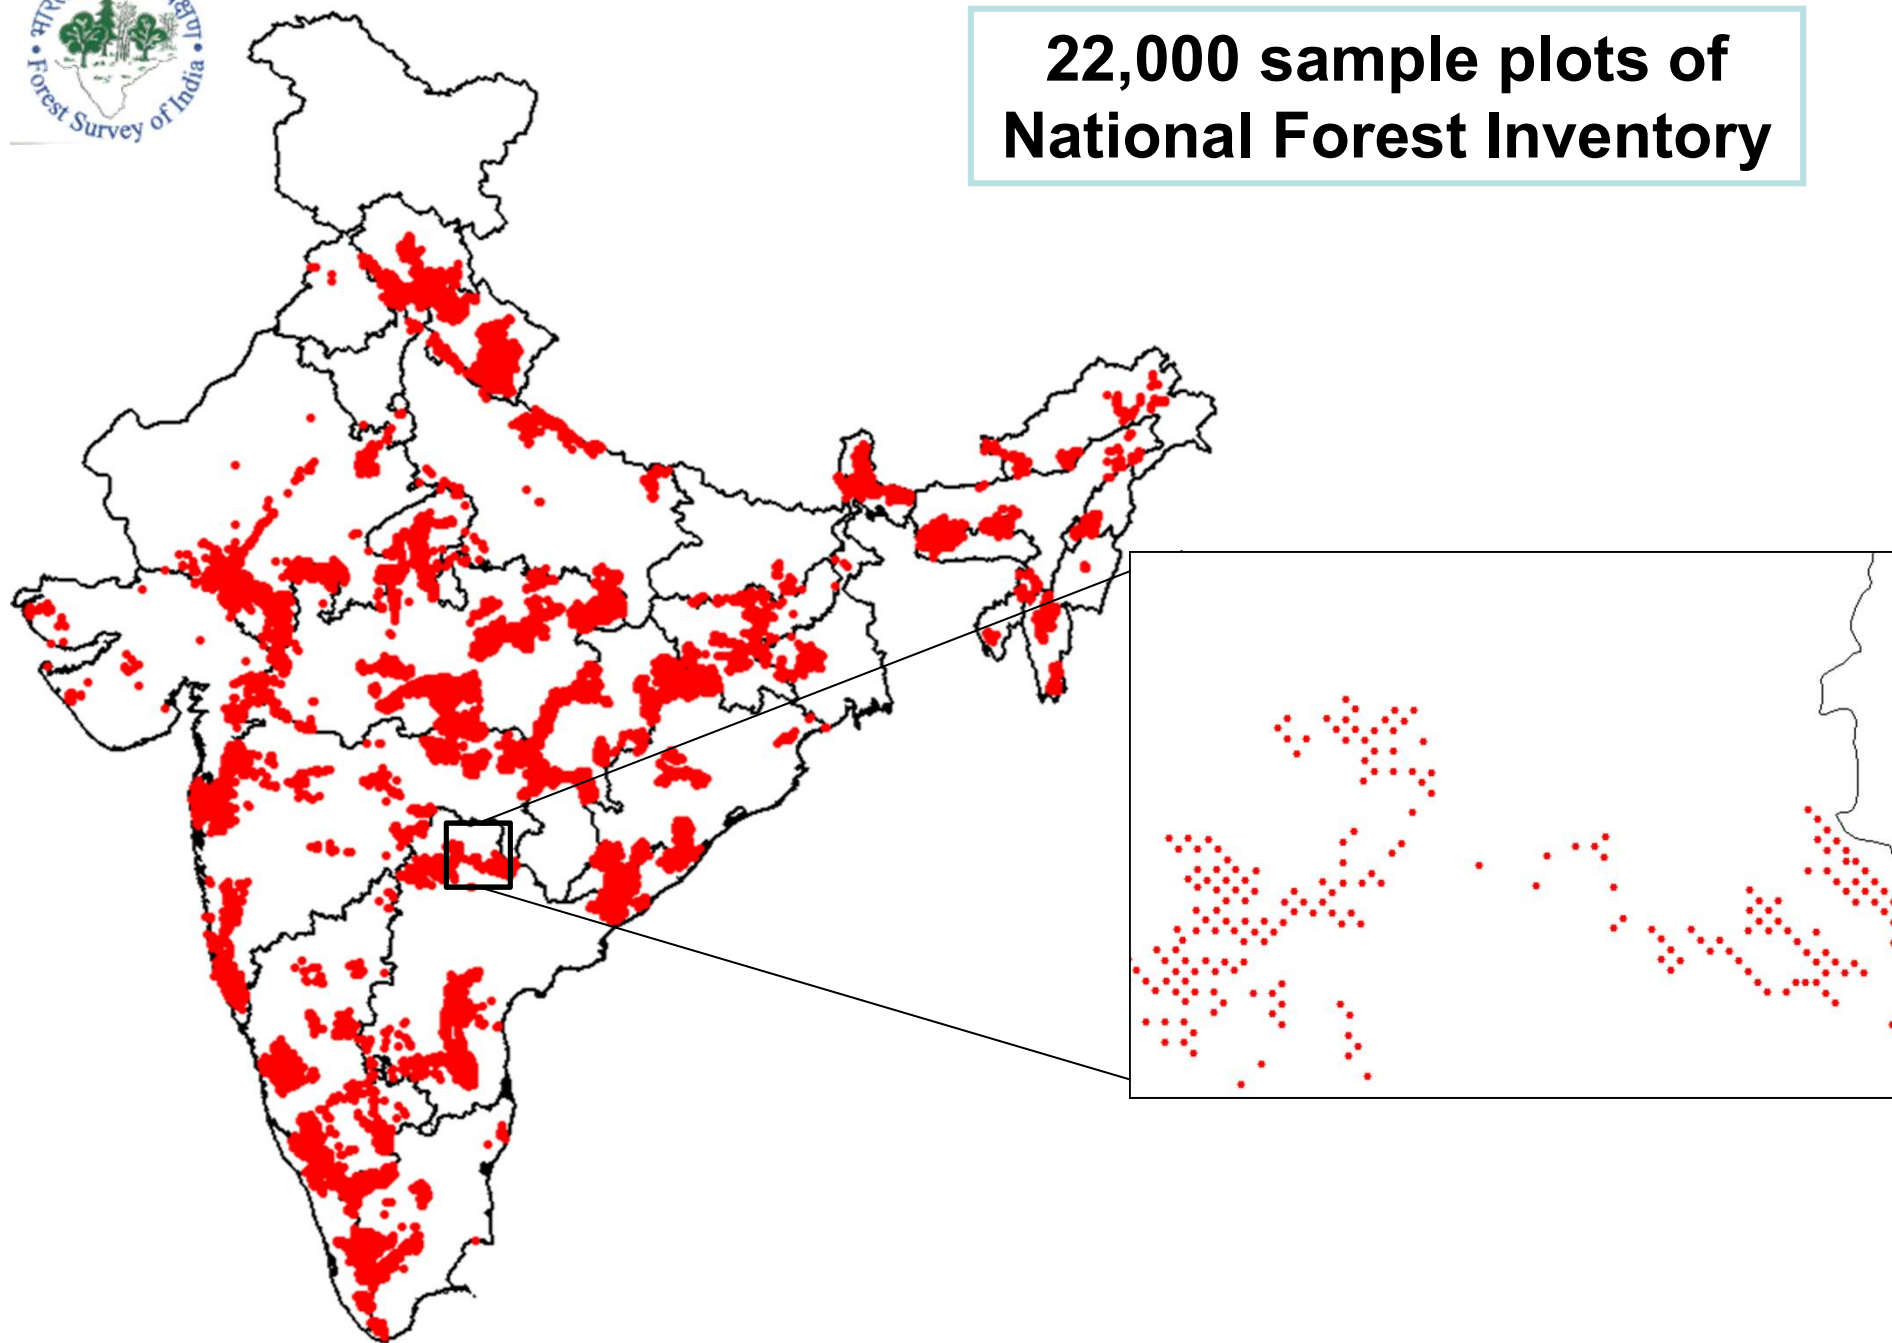 Forest Survey of India
22,000 sample plots of
National Forest Inventory